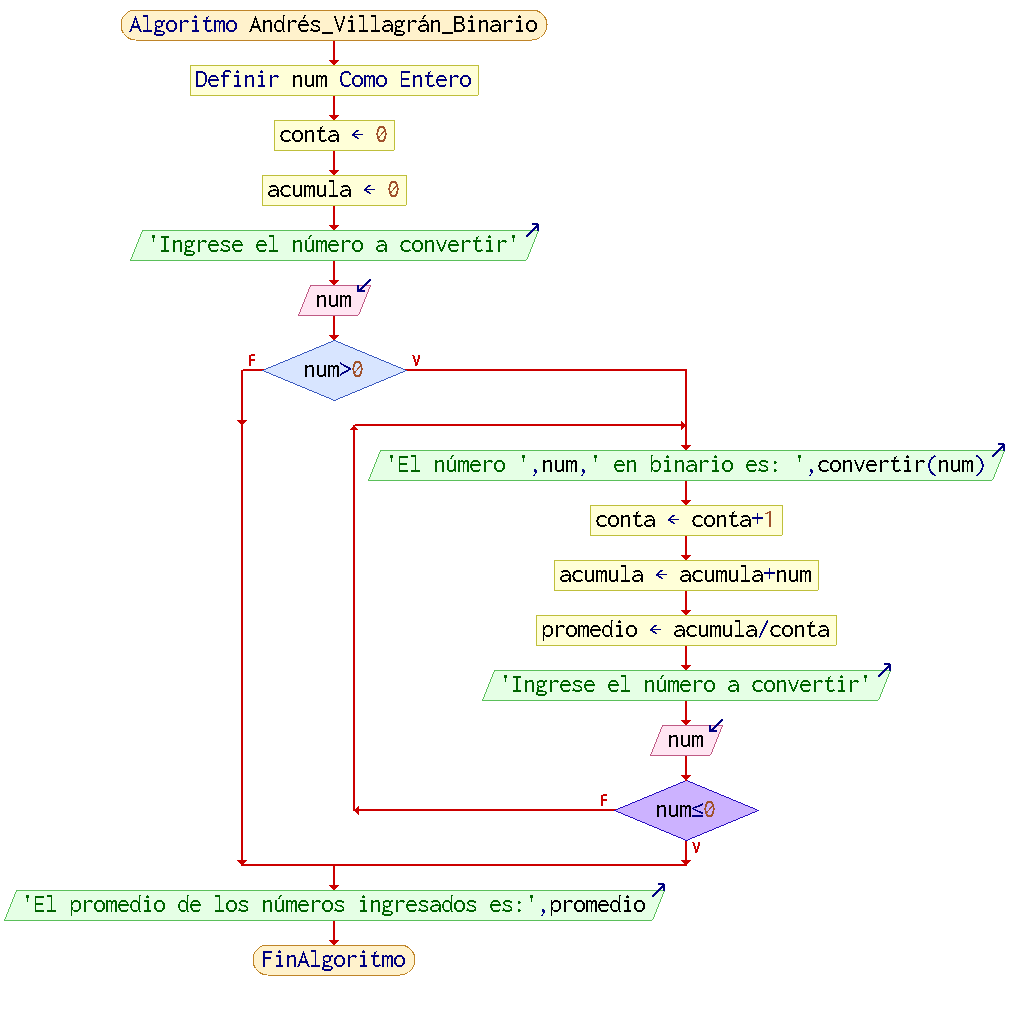 Algoritmo Andrés_Villagrán_Binario
Definir num Como Entero
conta ← 0
acumula ← 0
'Ingrese el número a convertir'
num
F
V
num>0
'El número ',num,' en binario es: ',convertir(num)
conta ← conta+1
acumula ← acumula+num
promedio ← acumula/conta
'Ingrese el número a convertir'
num
F
num≤0
V
'El promedio de los números ingresados es:',promedio
FinAlgoritmo